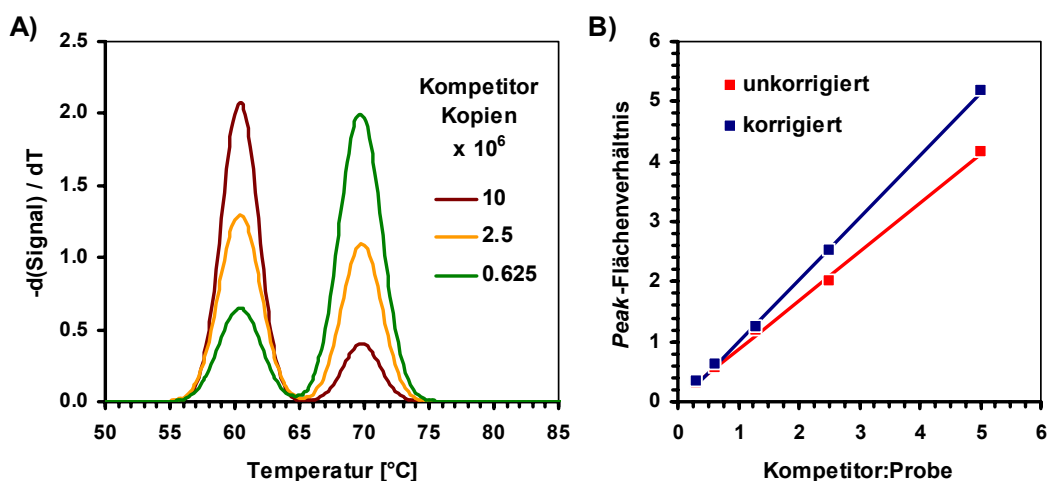 A)
-d(Signal) / dT
2.5
2.0
1.5
1.0
0.5
0.0
50 55 60 65 70 75 80 85
Temperatur [°C]
Kompetitor
Kopien
x 10⁶
10
2.5
0.625
B)
Peak-Flächenverhältnis
6
5
4
3
2
1
0
0 1 2 3 4 5 6
Kompetitor:Probe
unkorrigiert
korrigiert